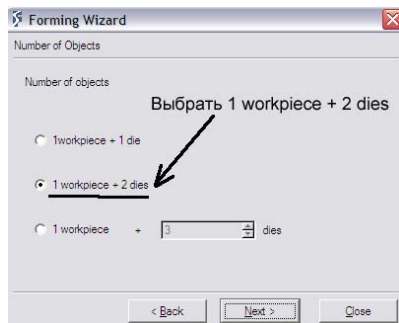 Forming Wizard
Number of Objects
Number of objects
Выбрать 1 workpiece + 2 dies
1workpiece + 1 die
1 workpiece + 2 dies
1 workpiece + 3 dies
< Back Next > Close